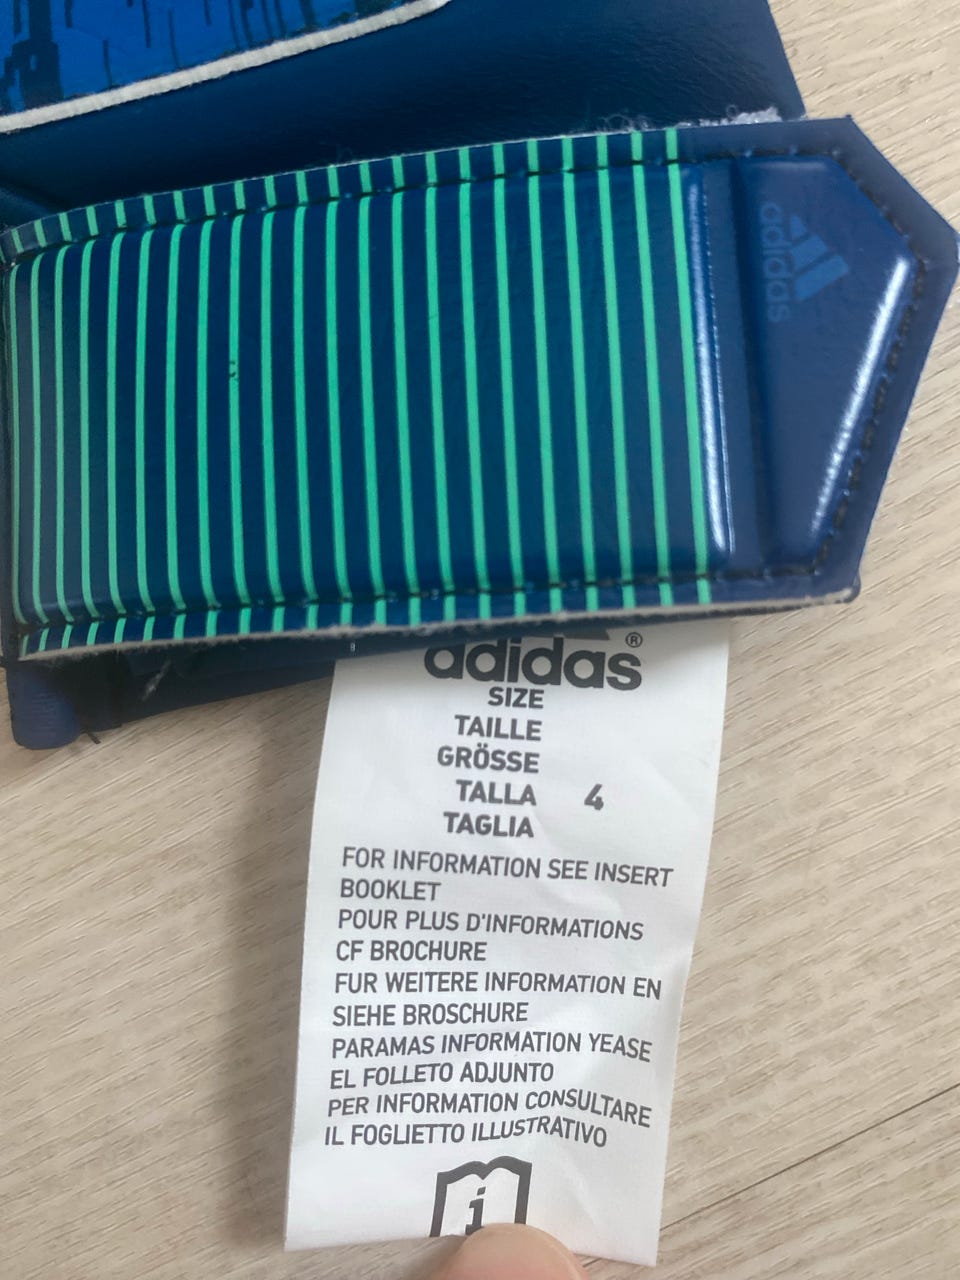 adidas
adidas®
SIZE
TAILLE
GRÖSSE
TALLA 4
TAGLIA
FOR INFORMATION SEE INSERT
BOOKLET
POUR PLUS D'INFORMATIONS
CF BROCHURE
FUR WEITERE INFORMATION EN
SIEHE BROSCHURE
PARAMAS INFORMATION YEASE
EL FOLLETO ADJUNTO
PER INFORMATION CONSULTARE
IL FOGLIETTO ILLUSTRATIVO
i